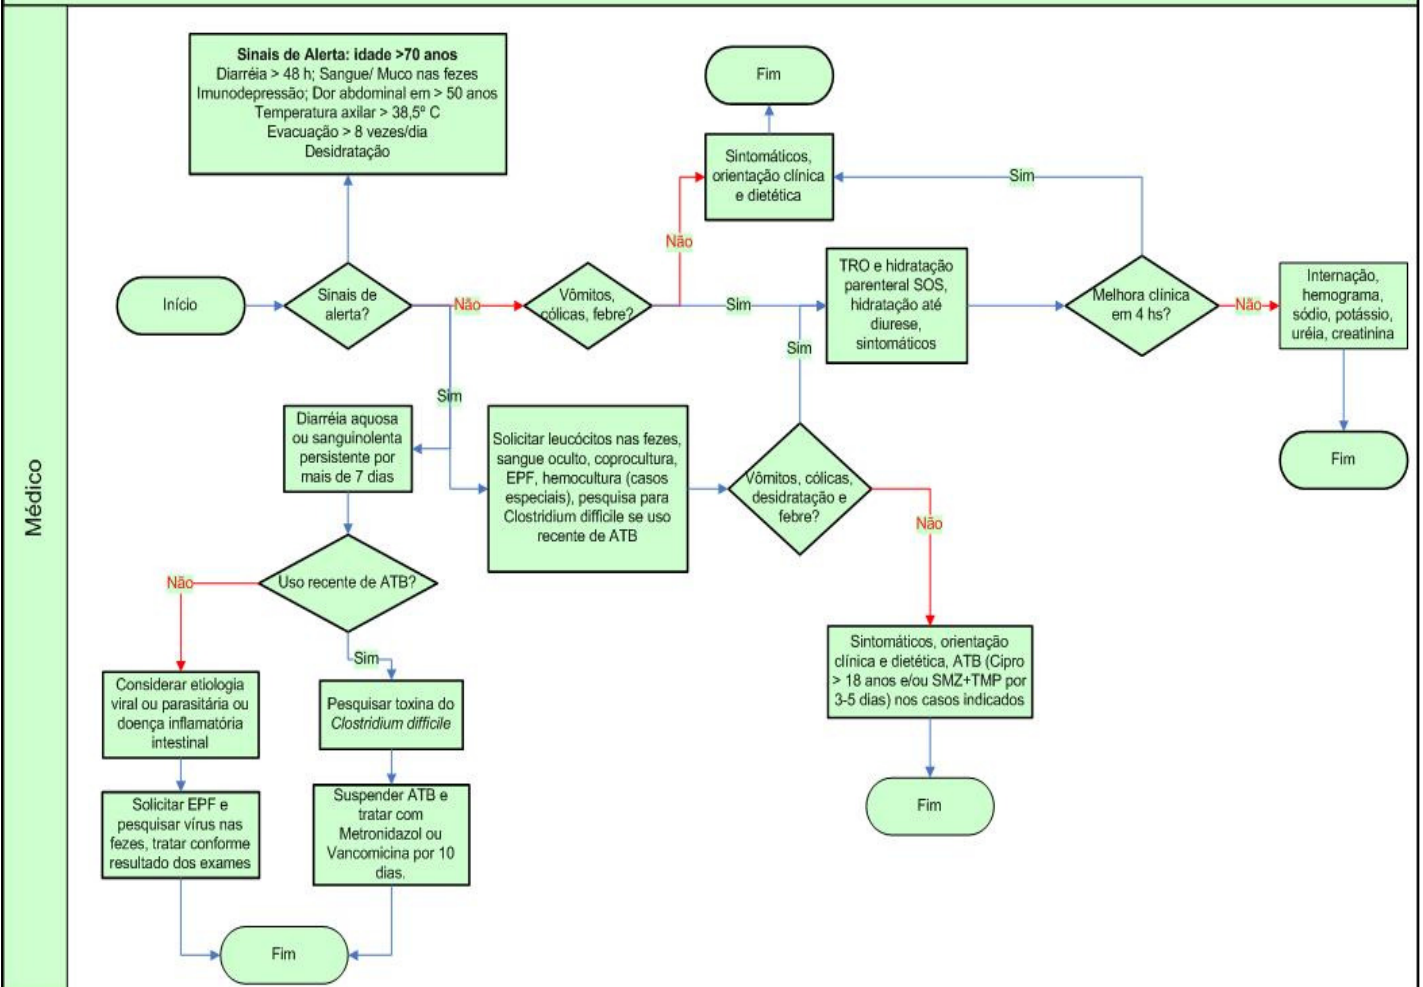 Médico
Sinais de Alerta: idade >70 anos
Diarréia > 48 h; Sangue/ Muco nas fezes
Imunodepressão; Dor abdominal em > 50 anos
Temperatura axilar > 38,5º C
Evacuação > 8 vezes/dia
Desidratação
Fim
Sintomáticos,
orientação clínica
e dietética
Sim
Não
Início
Sinais de
alerta?
Não
Vômitos,
cólicas, febre?
Sim
TRO e hidratação
parenteral SOS,
hidratação até
diurese,
sintomáticos
Melhora clínica
em 4 hs?
Não
Internação,
hemograma,
sódio, potássio,
uréia, creatinina
Sim
Sim
Diarréia aquosa
ou sanguinolenta
persistente por
mais de 7 dias
Solicitar leucócitos nas fezes,
sangue oculto, coprocultura,
EPF, hemocultura (casos
especiais), pesquisa para
Clostridium difficile se uso
recente de ATB
Vômitos, cólicas,
desidratação e
febre?
Fim
Não
Uso recente de ATB?
Não
Sim
Sintomáticos, orientação
clínica e dietética, ATB (Cipro
> 18 anos e/ou SMZ+TMP por
3-5 dias) nos casos indicados
Considerar etiologia
viral ou parasitária ou
doença inflamatória
intestinal
Pesquisar toxina do
Clostridium difficile
Solicitar EPF e
pesquisar vírus nas
fezes, tratar conforme
resultado dos exames
Suspender ATB e
tratar com
Metronidazol ou
Vancomicina por 10
dias.
Fim
Fim